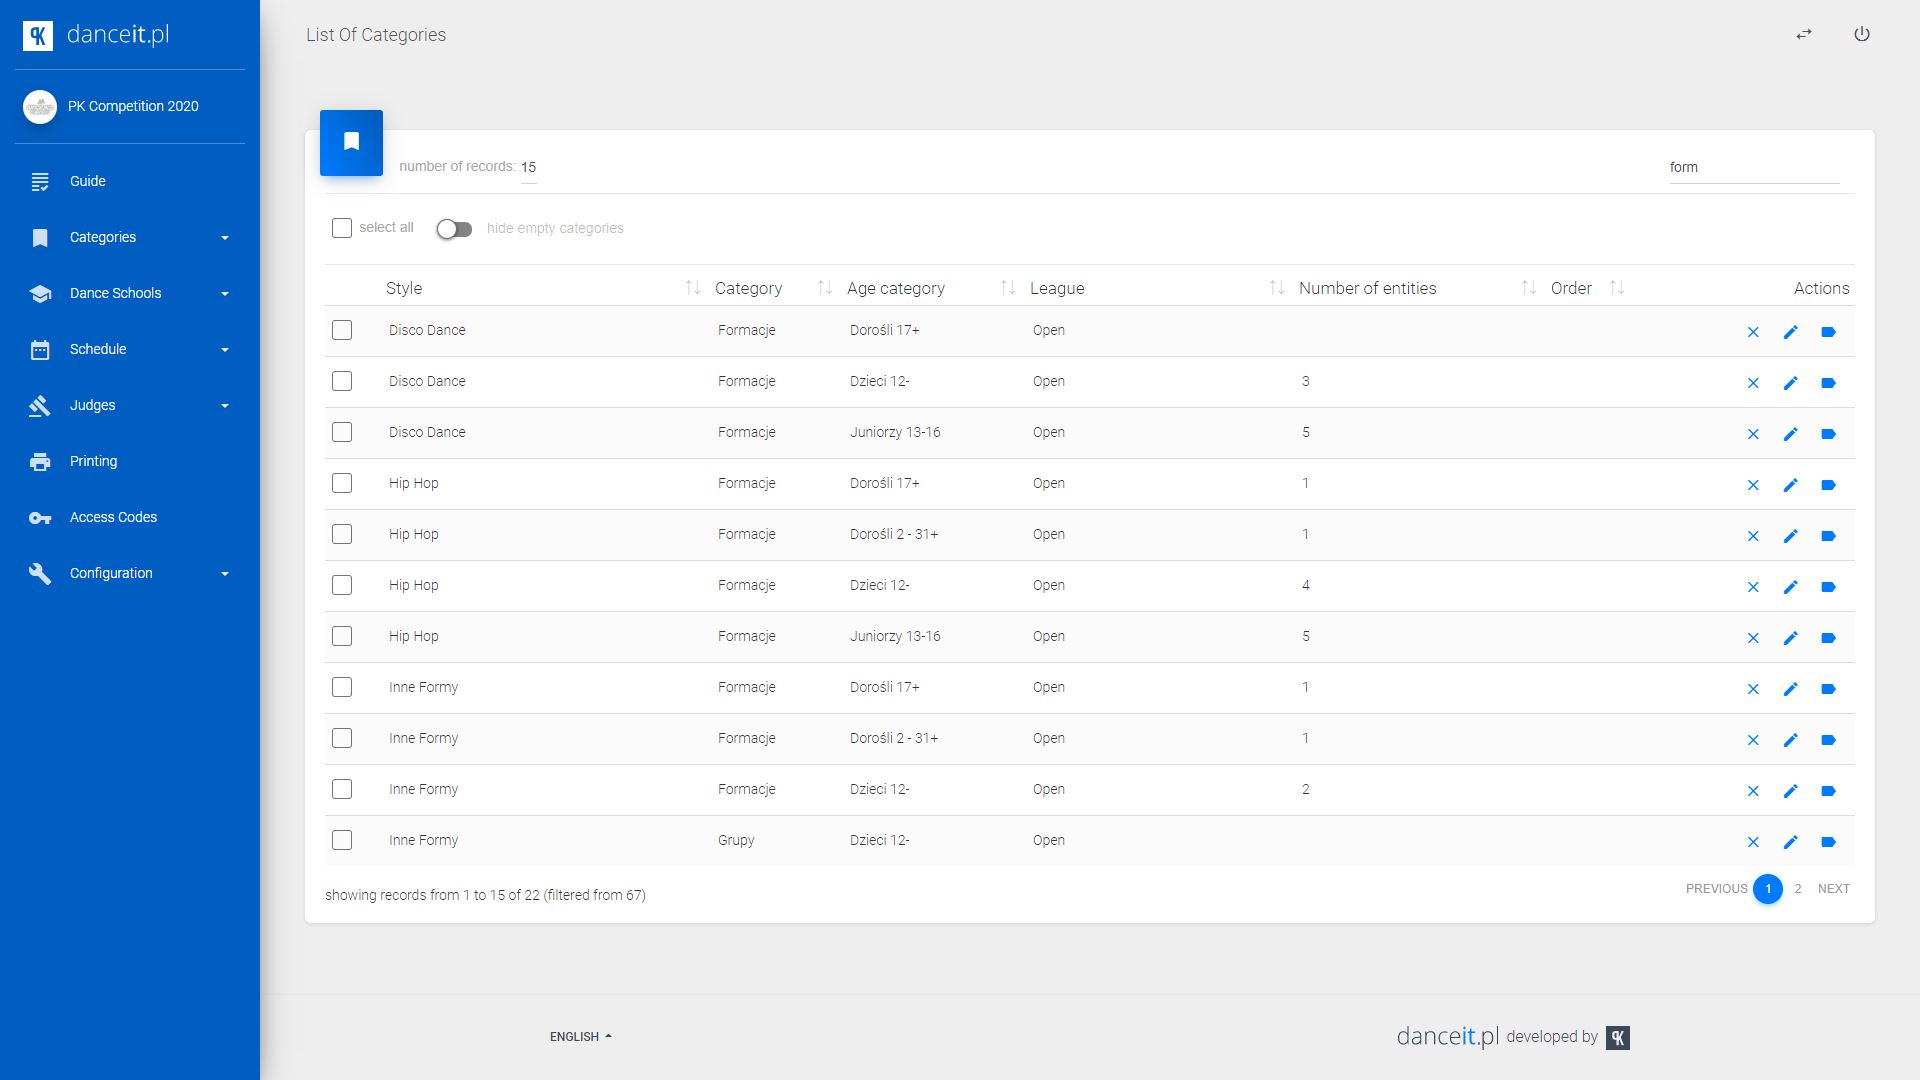 danceit.pl
List Of Categories
PK Competition 2020
Guide
Categories
Dance Schools
Schedule
Judges
Printing
Access Codes
Configuration
number of records: 15
form
select all hide empty categories
Style Category Age category League Number of entities Order Actions
Disco Dance Formacje Dorośli 17+ Open
Disco Dance Formacje Dzieci 12- Open 3
Disco Dance Formacje Juniorzy 13-16 Open 5
Hip Hop Formacje Dorośli 17+ Open 1
Hip Hop Formacje Dorośli 2 - 31+ Open 1
Hip Hop Formacje Dzieci 12- Open 4
Hip Hop Formacje Juniorzy 13-16 Open 5
Inne Formy Formacje Dorośli 17+ Open 1
Inne Formy Formacje Dorośli 2 - 31+ Open 1
Inne Formy Formacje Dzieci 12- Open 2
Inne Formy Grupy Dzieci 12- Open
showing records from 1 to 15 of 22 (filtered from 67)
PREVIOUS 1 2 NEXT
ENGLISH
danceit.pl developed by